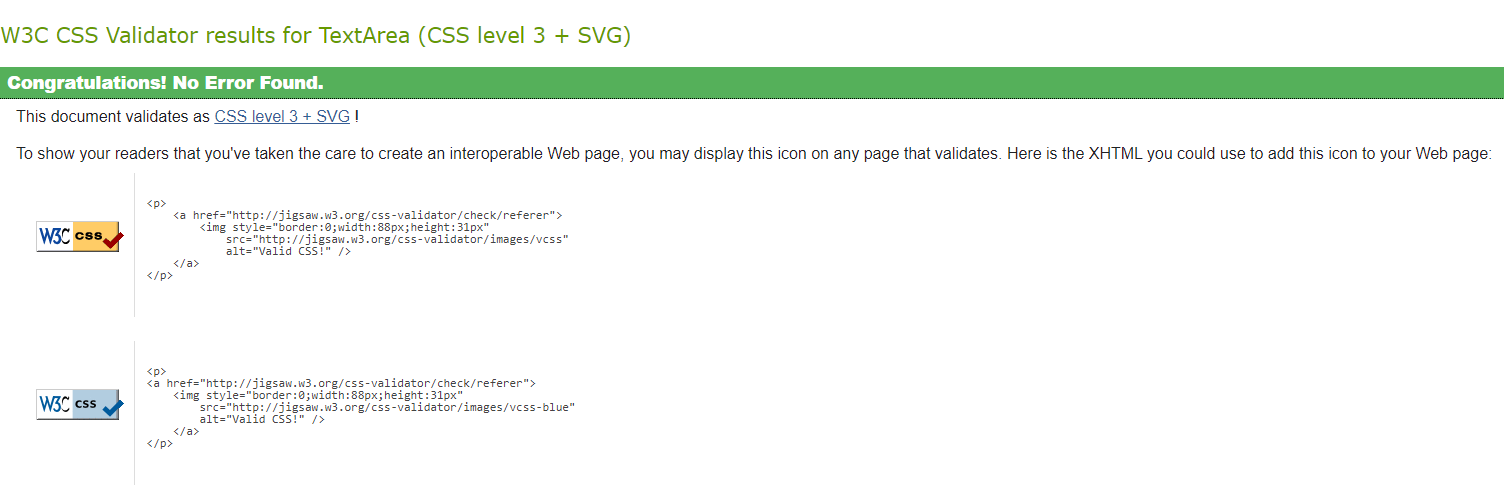 W3C CSS Validator results for TextArea (CSS level 3 + SVG)
Congratulations! No Error Found.
This document validates as CSS level 3 + SVG !
To show your readers that you've taken the care to create an interoperable Web page, you may display this icon on any page that validates. Here is the XHTML you could use to add this icon to your Web page:
W3C css
<p>
    <a href="http://jigsaw.w3.org/css-validator/check/referer">
        <img style="border:0;width:88px;height:31px"
            src="http://jigsaw.w3.org/css-validator/images/vcss"
            alt="Valid CSS!" />
    </a>
</p>
W3C css
<p>
<a href="http://jigsaw.w3.org/css-validator/check/referer">
    <img style="border:0;width:88px;height:31px"
        src="http://jigsaw.w3.org/css-validator/images/vcss-blue"
        alt="Valid CSS!" />
    </a>
</p>